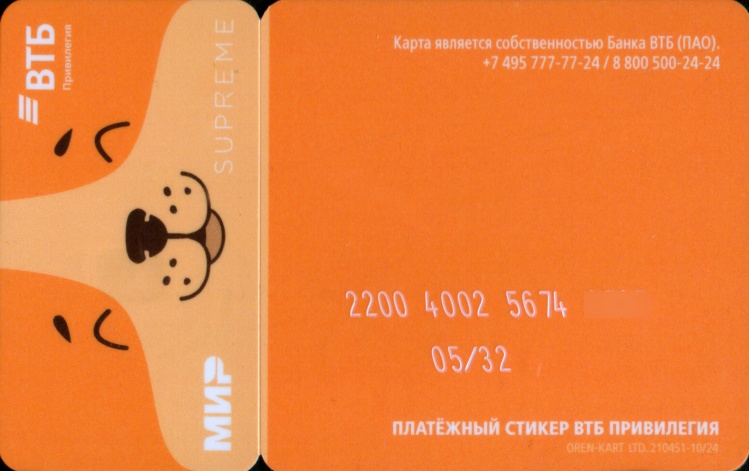 ВТБ
Привилегия
SUPREME
МИР
Карта является собственностью Банка ВТБ (ПАО).
+7 495 777-77-24 / 8 800 500-24-24
2200 4002 5674
05/32
ПЛАТЁЖНЫЙ СТИКЕР ВТБ ПРИВИЛЕГИЯ
OREN-KART LTD. 210451-10/24